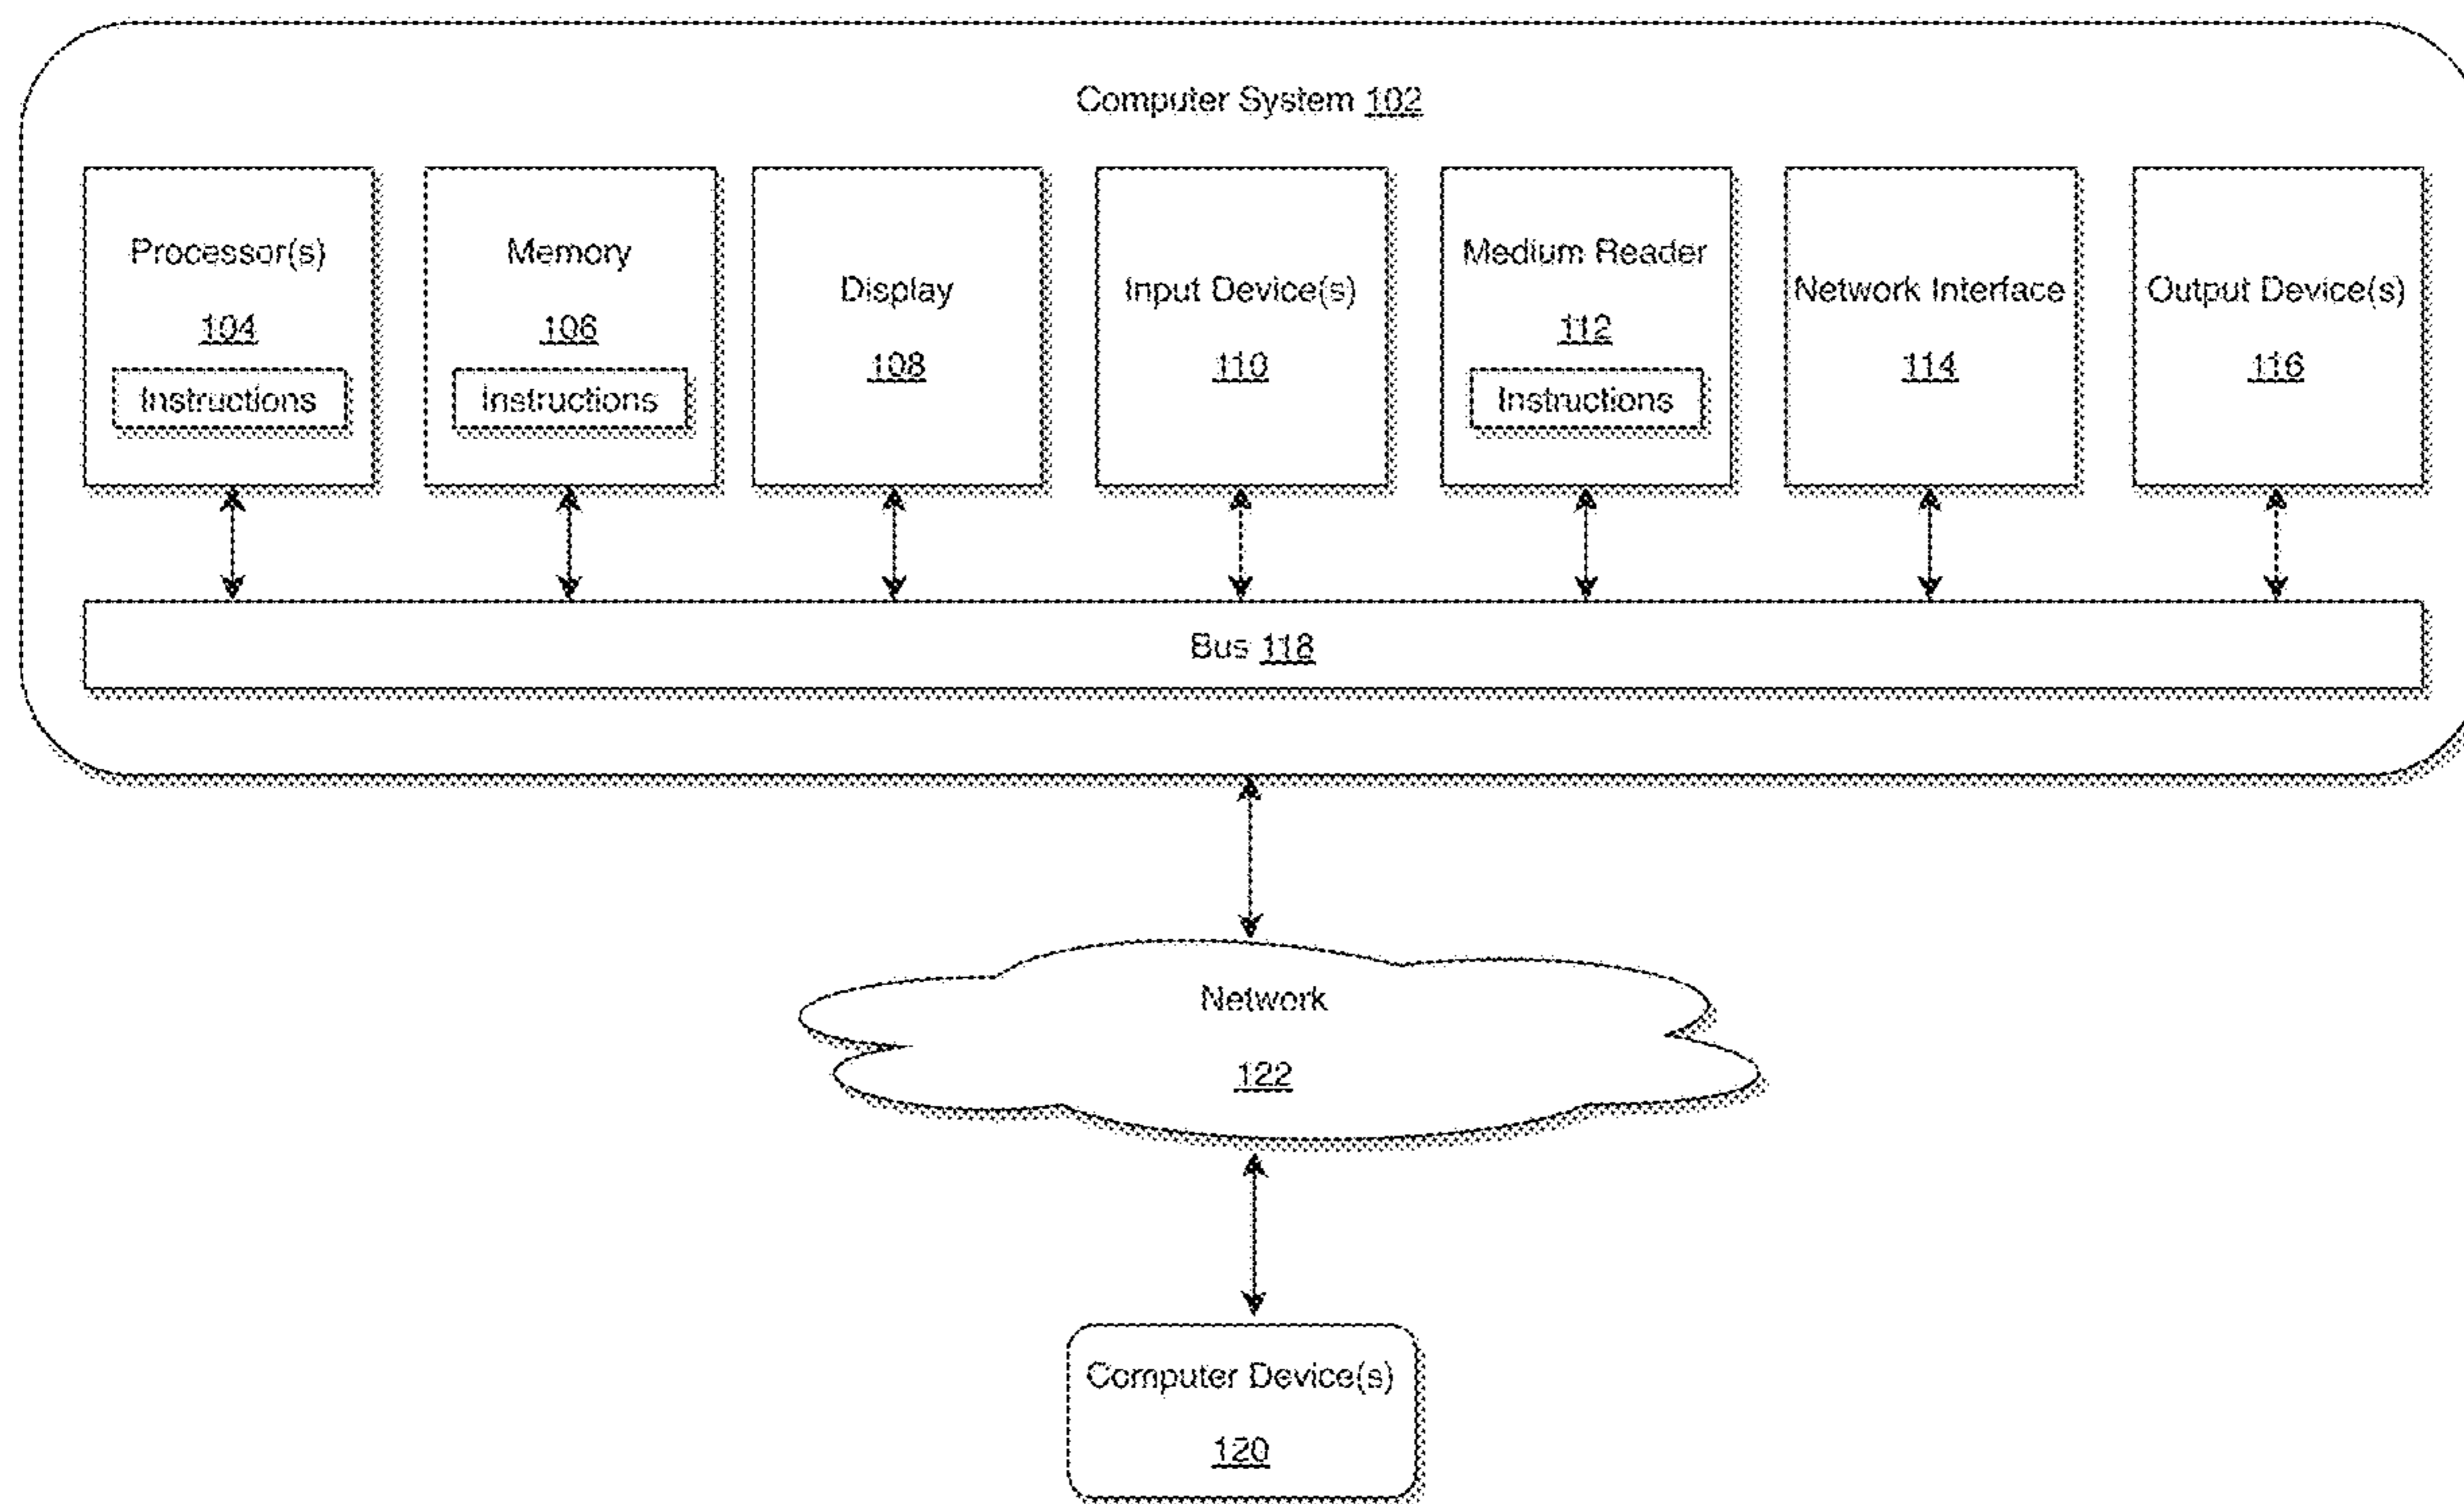 Computer System 102
Processor(s)
104
Instructions
Memory
106
Instructions
Display
108
Input Device(s)
110
Medium Reader
112
Instructions
Network Interface
114
Output Device(s)
116
Bus 118
Network
122
Computer Device(s)
120